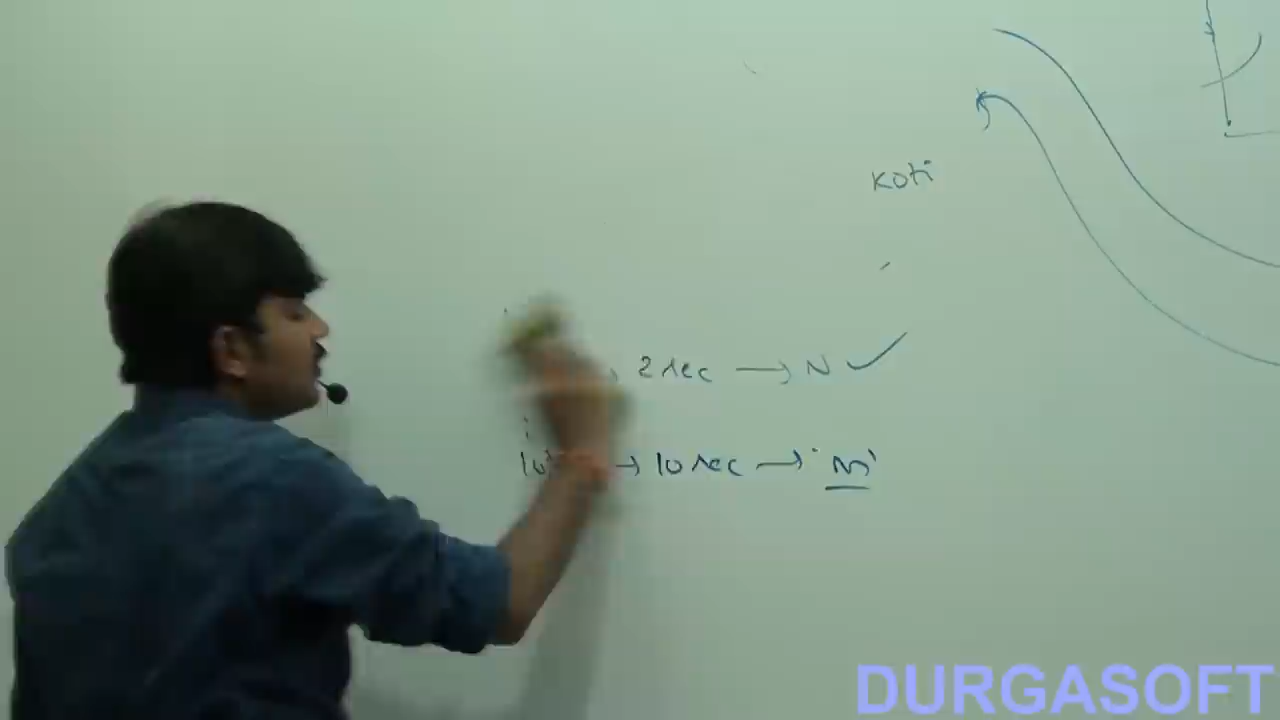 Koti
2 sec → N ✓
→ 10 sec → 'M'
DURGASOFT